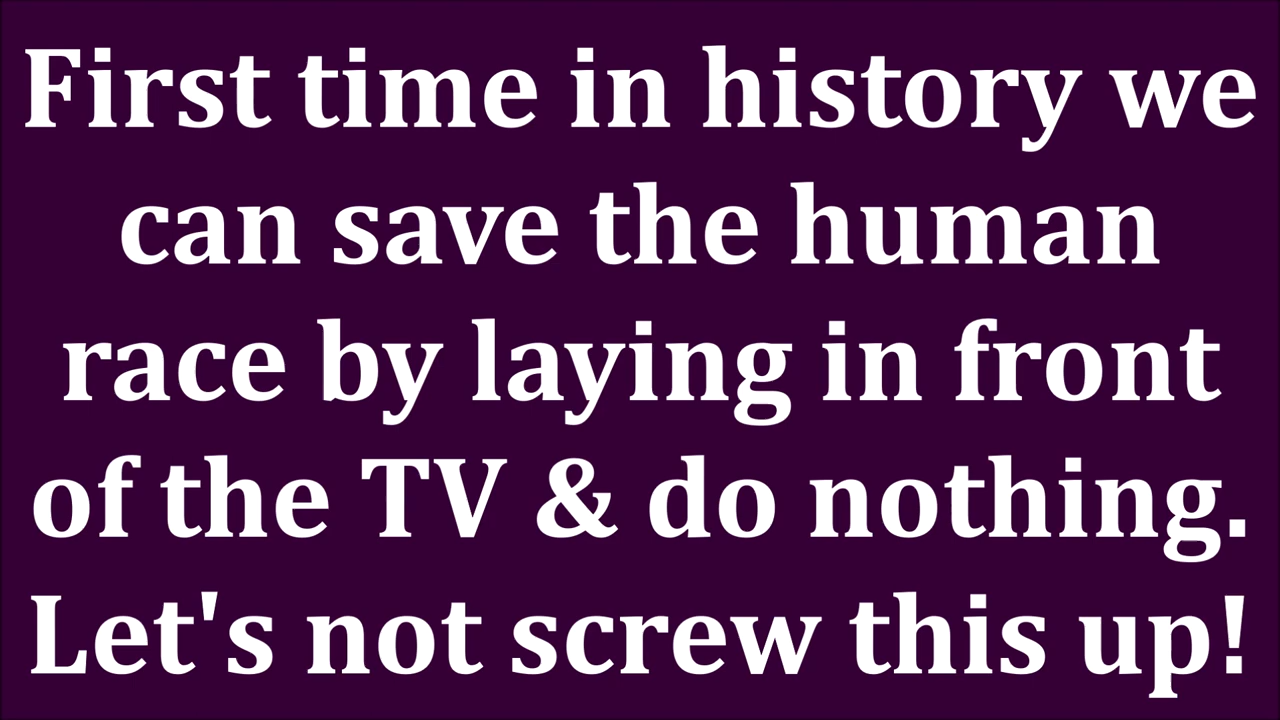 First time in history we
can save the human
race by laying in front
of the TV & do nothing.
Let's not screw this up!